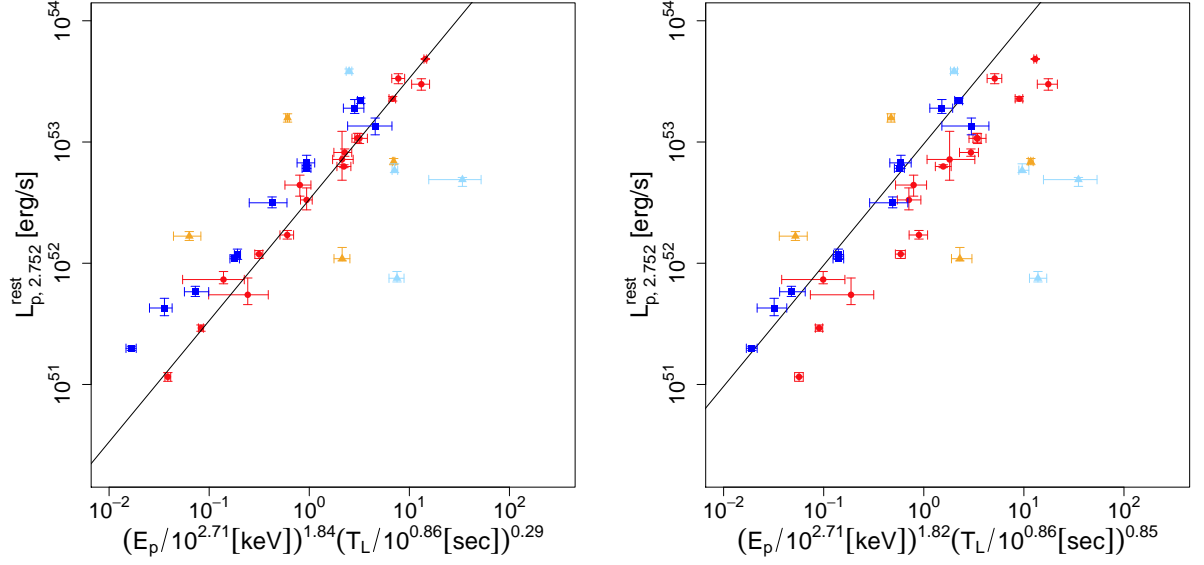 10^54
10^53
10^52
10^51
L^rest_p, 2.752 [erg/s]
10^−2 10^−1 10^0 10^1 10^2
(E_p/10^2.71[keV])^1.84(T_L/10^0.86[sec])^0.29
10^54
10^53
10^52
10^51
L^rest_p, 2.752 [erg/s]
10^−2 10^−1 10^0 10^1 10^2
(E_p/10^2.71[keV])^1.82(T_L/10^0.86[sec])^0.85